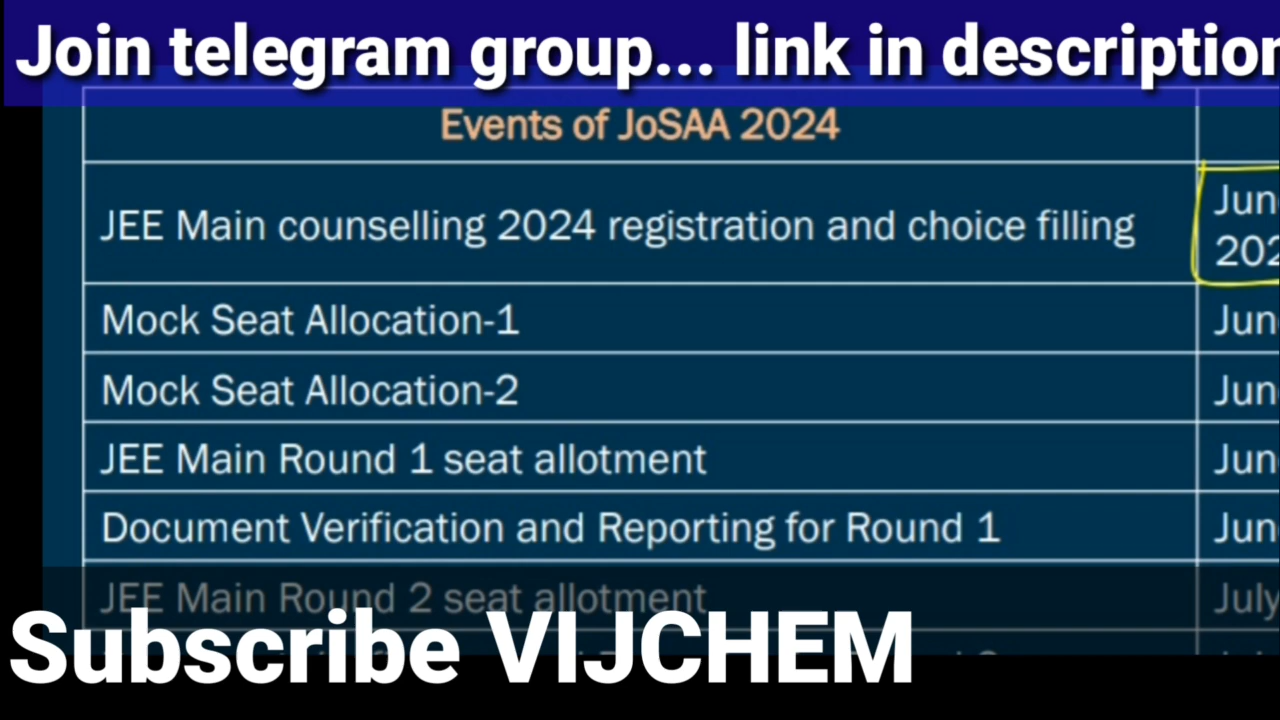 Join telegram group... link in description
Events of JoSAA 2024
JEE Main counselling 2024 registration and choice filling
Jun
202
Mock Seat Allocation-1
Jun
Mock Seat Allocation-2
Jun
JEE Main Round 1 seat allotment
Jun
Document Verification and Reporting for Round 1
Jun
JEE Main Round 2 seat allotment
July
Subscribe VIJCHEM